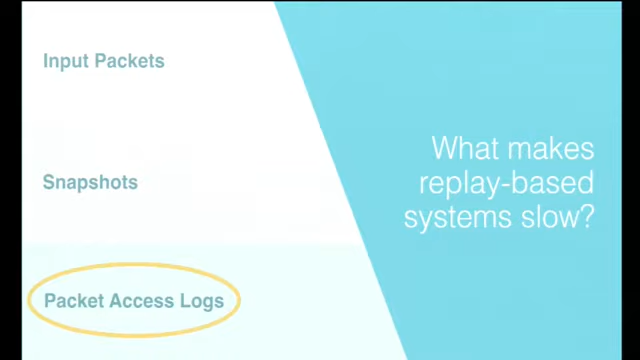 Input Packets
Snapshots
Packet Access Logs
What makes
replay-based
systems slow?